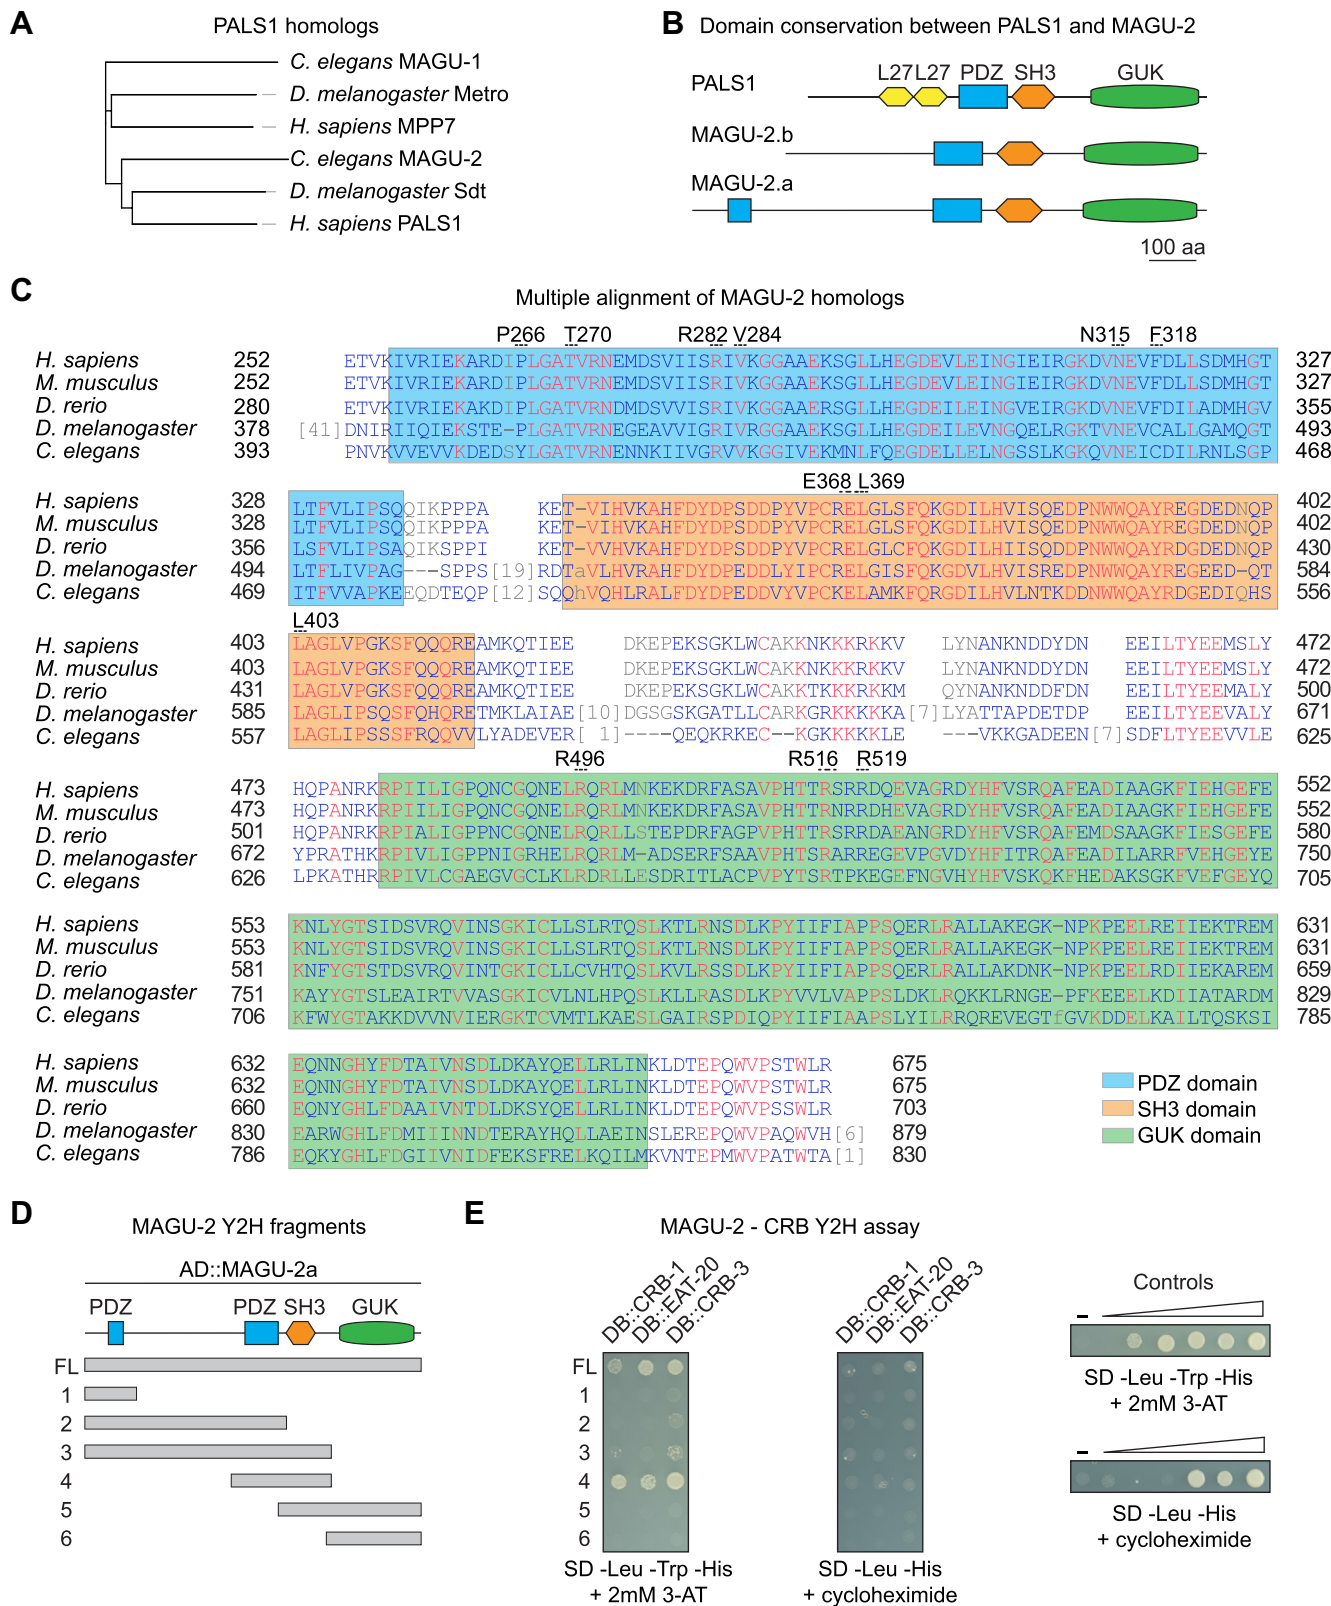 A
PALS1 homologs
C. elegans MAGU-1
D. melanogaster Metro
H. sapiens MPP7
C. elegans MAGU-2
D. melanogaster Sdt
H. sapiens PALS1
B
Domain conservation between PALS1 and MAGU-2
L27 L27 PDZ SH3 GUK
PALS1
MAGU-2.b
MAGU-2.a
100 aa
C
Multiple alignment of MAGU-2 homologs
P266 T270 R282 V284 N315 F318
H. sapiens 252 ETVKIVRIEKARDIPLGATVRNEMDSVIISRIVKGGAAEKSGLLHEGDEVLEINGIEIRGKDVNEVFDLLSDMHGT 327
M. musculus 252 ETVKIVRIEKARDIPLGATVRNEMDSVIISRIVKGGAAEKSGLLHEGDEVLEINGIEIRGKDVNEVFDLLSDMHGT 327
D. rerio 280 ETVKIVRIEKAKDIPLGATVRNDMDSVVISRIVKGGAAERSGLLHEGDEILEINGVEIRGKDVNEVFDILADMHGV 355
D. melanogaster 378 [41]DNIRIIQIEKSTE-PLGATVRNEGEAVVIGRIVRGGAAEKSGLLHEGDEILEVNGQELRGKTVNEVCALLGAMQGT 493
C. elegans 393 PNVKVVEVVKDEDSYLGATVRNENNKIIVGRVVKGGIVEKMNLFQEGDELLELNGSSLKGKQVNEICDILRNLSGP 468
E368 L369
H. sapiens 328 LTFVLIPSQQIKPPPA KET-VIHVKAHFDYDPSDDPYVPCRELGLSFQKGDILHVISQEDPNWWQAYREGDEDNQP 402
M. musculus 328 LTFVLIPSQQIKPPPA KET-VIHVKAHFDYDPSDDPYVPCRELGLSFQKGDILHVISQEDPNWWQAYREGDEDNQP 402
D. rerio 356 LSFVLIPSAQIKSPPI KET-VVHVKAHFDYDPSDDPYVPCRELGLCFQKGDILHIISQDDPNWWQAYRDGDEDNQP 430
D. melanogaster 494 LTFLIVPAG---SPPS[19]RDTaVLHVRAHFDYDPEDDLYIPCRELGISFQKGDVLHVISREDPNWWQAYREGEED-QT 584
C. elegans 469 ITFVVAPKEEQDTEQP[12]SQQhVQHLRALFDYDPEDDVYVPCKELAMKFQRGDILHVLNTKDDNWWQAYRDGEDIQHS 556
L403
H. sapiens 403 LAGLVPGKSFQQQREAMKQTIEE DKEPEKSGKLWCAKKNKKKRKKV LYNANKNDDYDN EEILTYEEMSLY 472
M. musculus 403 LAGLVPGKSFQQQREAMKQTIEE DKEPEKSGKLWCAKKNKKKRKKV LYNANKNDDYDN EEILTYEEMSLY 472
D. rerio 431 LAGLVPGKSFQQQREAMKQTIEE DKEPEKSGKLWCAKKTKKKRKKM QYNANKNDDFDN EEILTYEEMALY 500
D. melanogaster 585 LAGLIPSQSFQHQRETMKLAIAE[10]DGSGSKGATLLCARKGRKKKKKA[7]LYATTAPDETDP EEILTYEEVALY 671
C. elegans 557 LAGLIPSSSFRQQVVLYADEVER[ 1]----QEQKRKEC--KGKKKKKLE ---VKKGADEEN[7]SDFLTYEEVVLE 625
R496 R516 R519
H. sapiens 473 HQPANRKRPIILIGPQNCGQNELRQRLMNKEKDRFASAVPHTTRSRRDQEVAGRDYHFVSRQAFEADIAAGKFIEHGEFE 552
M. musculus 473 HQPANRKRPIILIGPQNCGQNELRQRLMNKEKDRFASAVPHTTRSRRDQEVAGRDYHFVSRQAFEADIAAGKFIEHGEFE 552
D. rerio 501 HQPANRKRPIALIGPPNCGQNELRQRLLSTEPDRFAGPVPHTTRSRRDAEANGRDYHFVSRQAFEMDSAAGKFIESGEFE 580
D. melanogaster 672 YPRATHKRPIVLIGPPNIGRHELRQRLM-ADSERFSAAVPHTSRARREGEVPGVDYHFITRQAFEADILARRFVEHGEYE 750
C. elegans 626 LPKATHRRPIVLCGAEGVGCLKLRDRLLESDRITLACPVPYTSRTPKEGEFNGVHYHFVSKQKFHEDAKSGKFVEFGEYQ 705
H. sapiens 553 KNLYGTSIDSVRQVINSGKICLLSLRTQSLKTLRNSDLKPYIIFIAPPSQERLRALLAKEGK-NPKPEELREIIEKTREM 631
M. musculus 553 KNLYGTSIDSVRQVINSGKICLLSLRTQSLKTLRNSDLKPYIIFIAPPSQERLRALLAKEGK-NPKPEELREIIEKTREM 631
D. rerio 581 KNFYGTSTDSVRQVINTGKICLLCVHTQSLKVLRSSDLKPYIIFIAPPSQERLRALLAKDNK-NPKPEELRDIIEKAREM 659
D. melanogaster 751 KAYYGTSLEAIRTVVASGKICVLNLHPQSLKLLRASDLKPYVVLVAPPSLDKLRQKKLRNGE-PFKEEELKDIIATARDM 829
C. elegans 706 KFWYGTAKKDVVNVIERGKTCVMTLKAESLGAIRSPDIQPYIIFIAAPSLYILRRQREVEGTfGVKDDELKAILTQSKSI 785
H. sapiens 632 EQNNGHYFDTAIVNSDLDKAYQELLRLINKLDTEPQWVPSTWLR 675
M. musculus 632 EQNNGHYFDTAIVNSDLDKAYQELLRLINKLDTEPQWVPSTWLR 675
D. rerio 660 EQNYGHLFDAAIVNTDLDKSYQELLRLINKLDTEPQWVPSSWLR 703
D. melanogaster 830 EARWGHLFDMIIINNDTERAYHQLLAEINSLEREPQWVPAQWVH[6] 879
C. elegans 786 EQKYGHLFDGIIVNIDFEKSFRELKQILMKVNTEPMWVPATWTA[1] 830
PDZ domain
SH3 domain
GUK domain
D
MAGU-2 Y2H fragments
AD::MAGU-2a
PDZ PDZ SH3 GUK
FL
1
2
3
4
5
6
E
MAGU-2 - CRB Y2H assay
DB::CRB-1
DB::EAT-20
DB::CRB-3
DB::CRB-1
DB::EAT-20
DB::CRB-3
FL
1
2
3
4
5
6
SD -Leu -Trp -His
+ 2mM 3-AT
SD -Leu -His
+ cycloheximide
Controls
–
SD -Leu -Trp -His
+ 2mM 3-AT
–
SD -Leu -His
+ cycloheximide